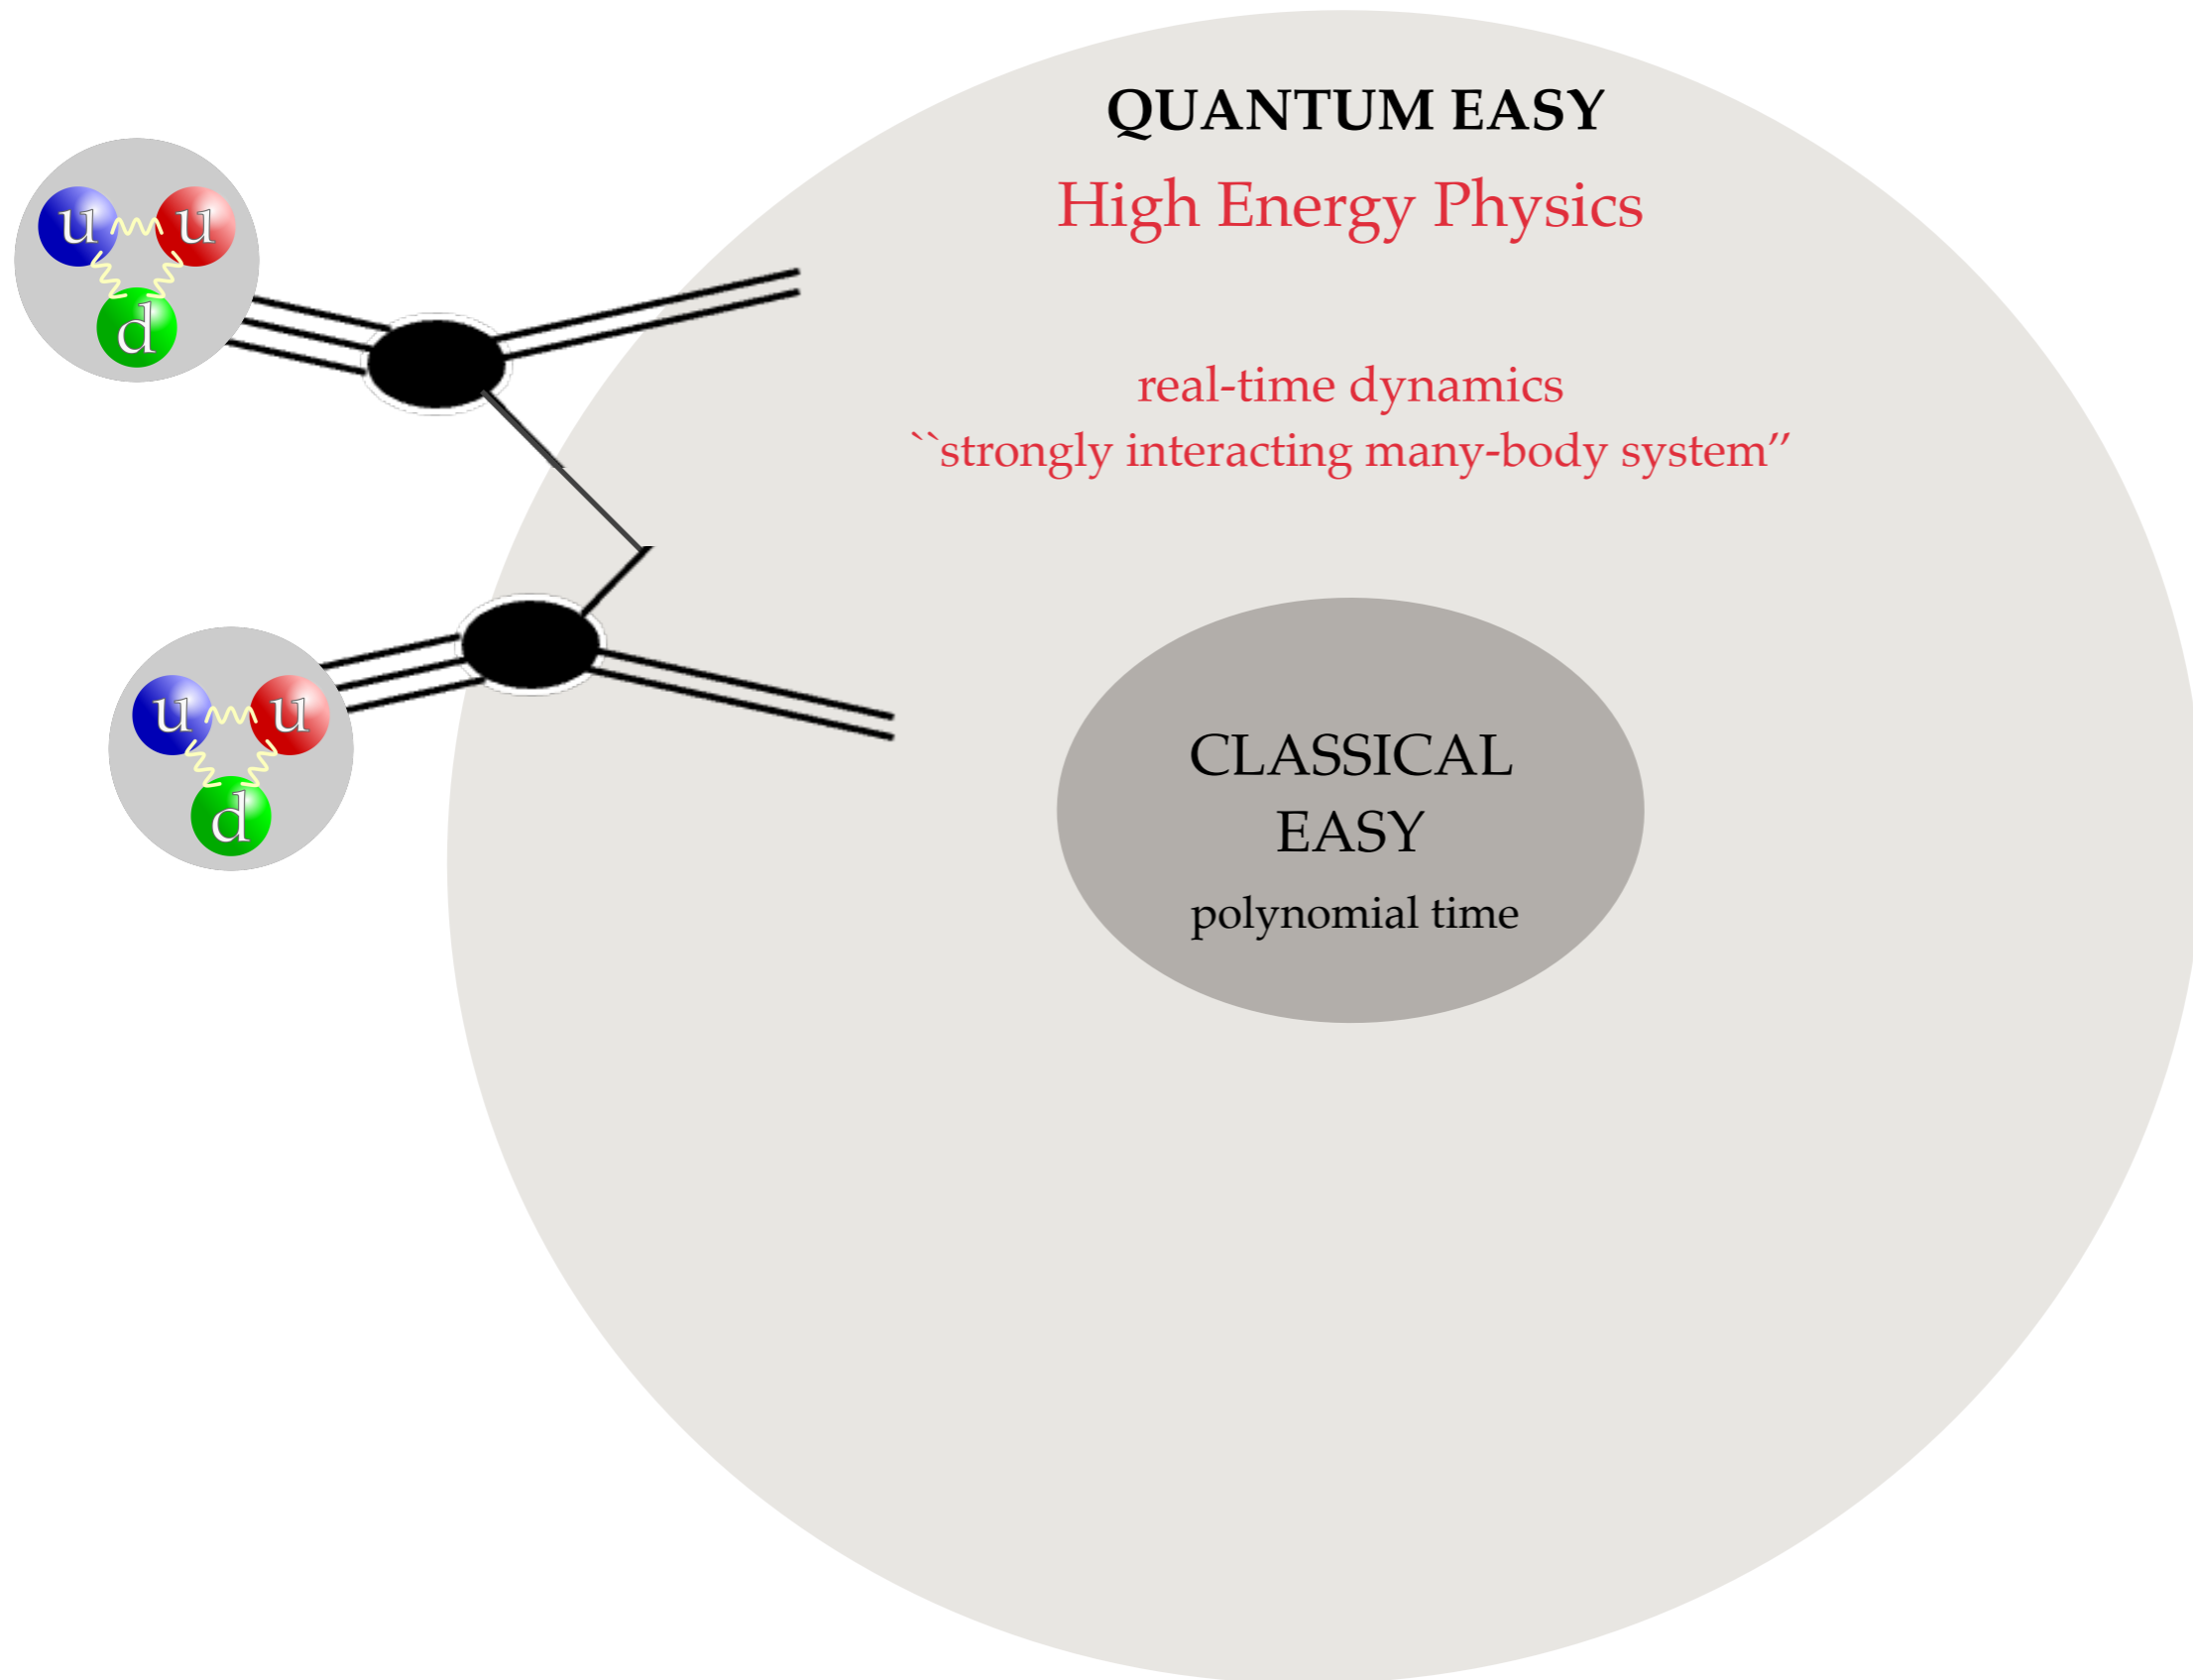 QUANTUM EASY
High Energy Physics
u u
d
real-time dynamics
``strongly interacting many-body system”
u u
d
CLASSICAL
EASY
polynomial time